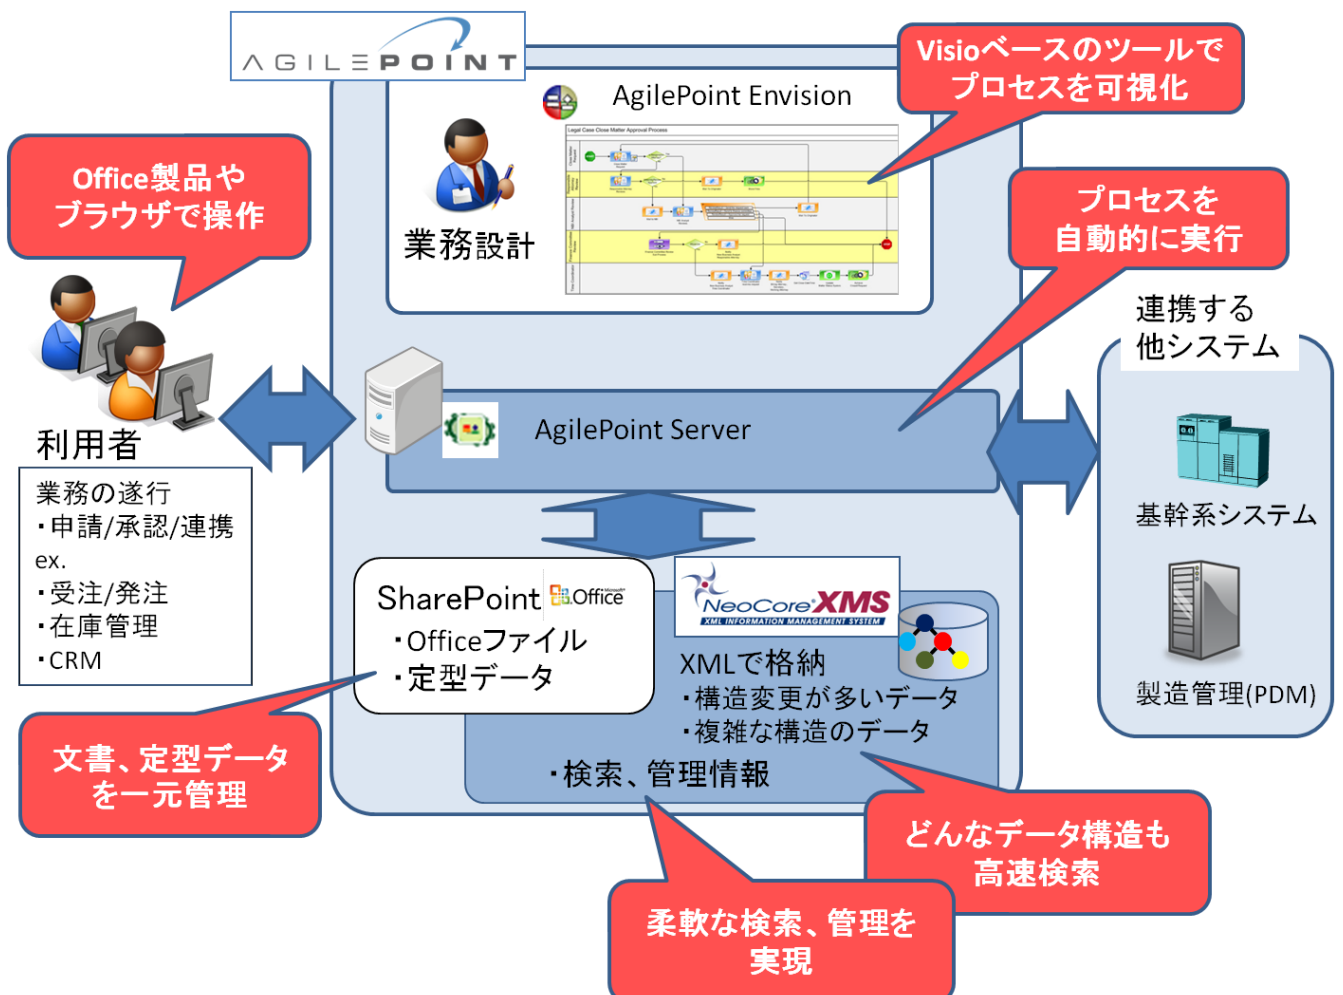 AGILEPOINT
Visioベースのツールで
プロセスを可視化
AgilePoint Envision
Legal Case Close Matter Approval Process
業務設計
Office製品や
ブラウザで操作
プロセスを
自動的に実行
連携する
他システム
利用者
業務の遂行
・申請/承認/連携
ex.
・受注/発注
・在庫管理
・CRM
AgilePoint Server
基幹系システム
製造管理(PDM)
SharePoint
Microsoft
Office
・Officeファイル
・定型データ
NeoCore XMS
XML INFORMATION MANAGEMENT SYSTEM
XMLで格納
・構造変更が多いデータ
・複雑な構造のデータ
・検索、管理情報
文書、定型データ
を一元管理
どんなデータ構造も
高速検索
柔軟な検索、管理を
実現